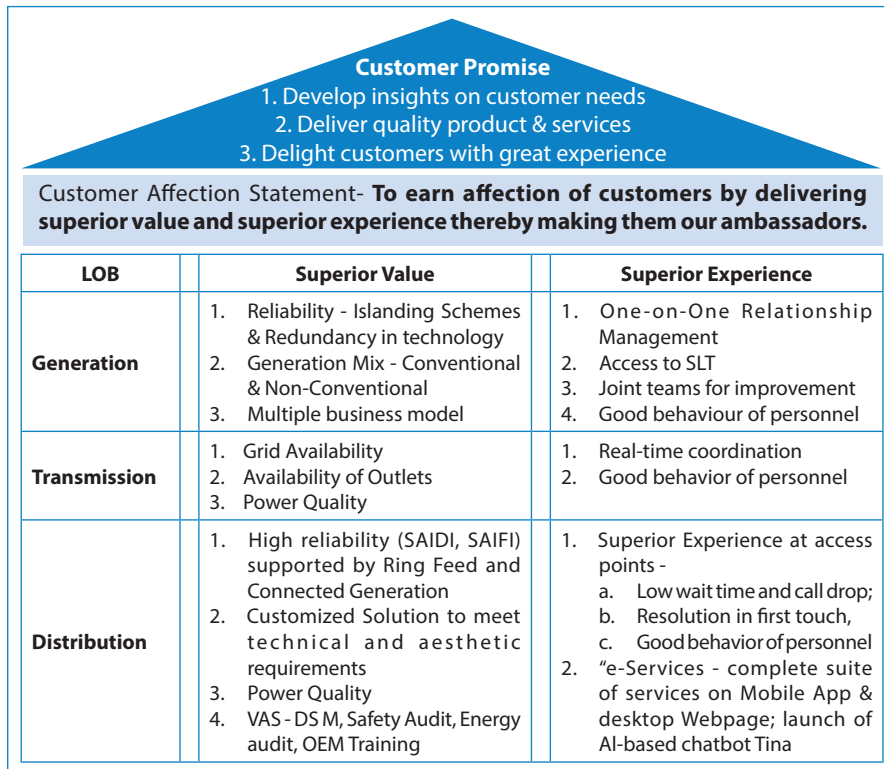 Customer Promise
1. Develop insights on customer needs
2. Deliver quality product & services
3. Delight customers with great experience
Customer Affection Statement- To earn affection of customers by delivering
superior value and superior experience thereby making them our ambassadors.
LOB Superior Value Superior Experience
Generation
1. Reliability - Islanding Schemes
& Redundancy in technology
2. Generation Mix - Conventional
& Non-Conventional
3. Multiple business model
1. One-on-One Relationship
Management
2. Access to SLT
3. Joint teams for improvement
4. Good behaviour of personnel
Transmission
1. Grid Availability
2. Availability of Outlets
3. Power Quality
1. Real-time coordination
2. Good behavior of personnel
Distribution
1. High reliability (SAIDI, SAIFI)
supported by Ring Feed and
Connected Generation
2. Customized Solution to meet
technical and aesthetic
requirements
3. Power Quality
4. VAS - DS M, Safety Audit, Energy
audit, OEM Training
1. Superior Experience at access
points -
a. Low wait time and call drop;
b. Resolution in first touch,
c. Good behavior of personnel
2. "e-Services - complete suite
of services on Mobile App &
desktop Webpage; launch of
AI-based chatbot Tina